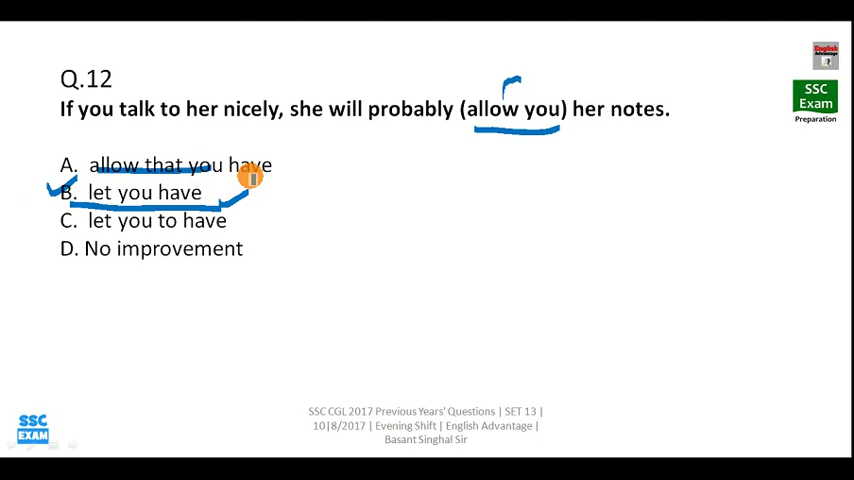 Q.12
English
Advantage
If you talk to her nicely, she will probably (allow you) her notes.
SSC
Exam
Preparation
A. allow that you have
B. let you have
C. let you to have
D. No improvement
SSC CGL 2017 Previous Years' Questions | SET 13 |
10|8/2017 | Evening Shift | English Advantage |
Basant Singhal Sir
SSC
EXAM